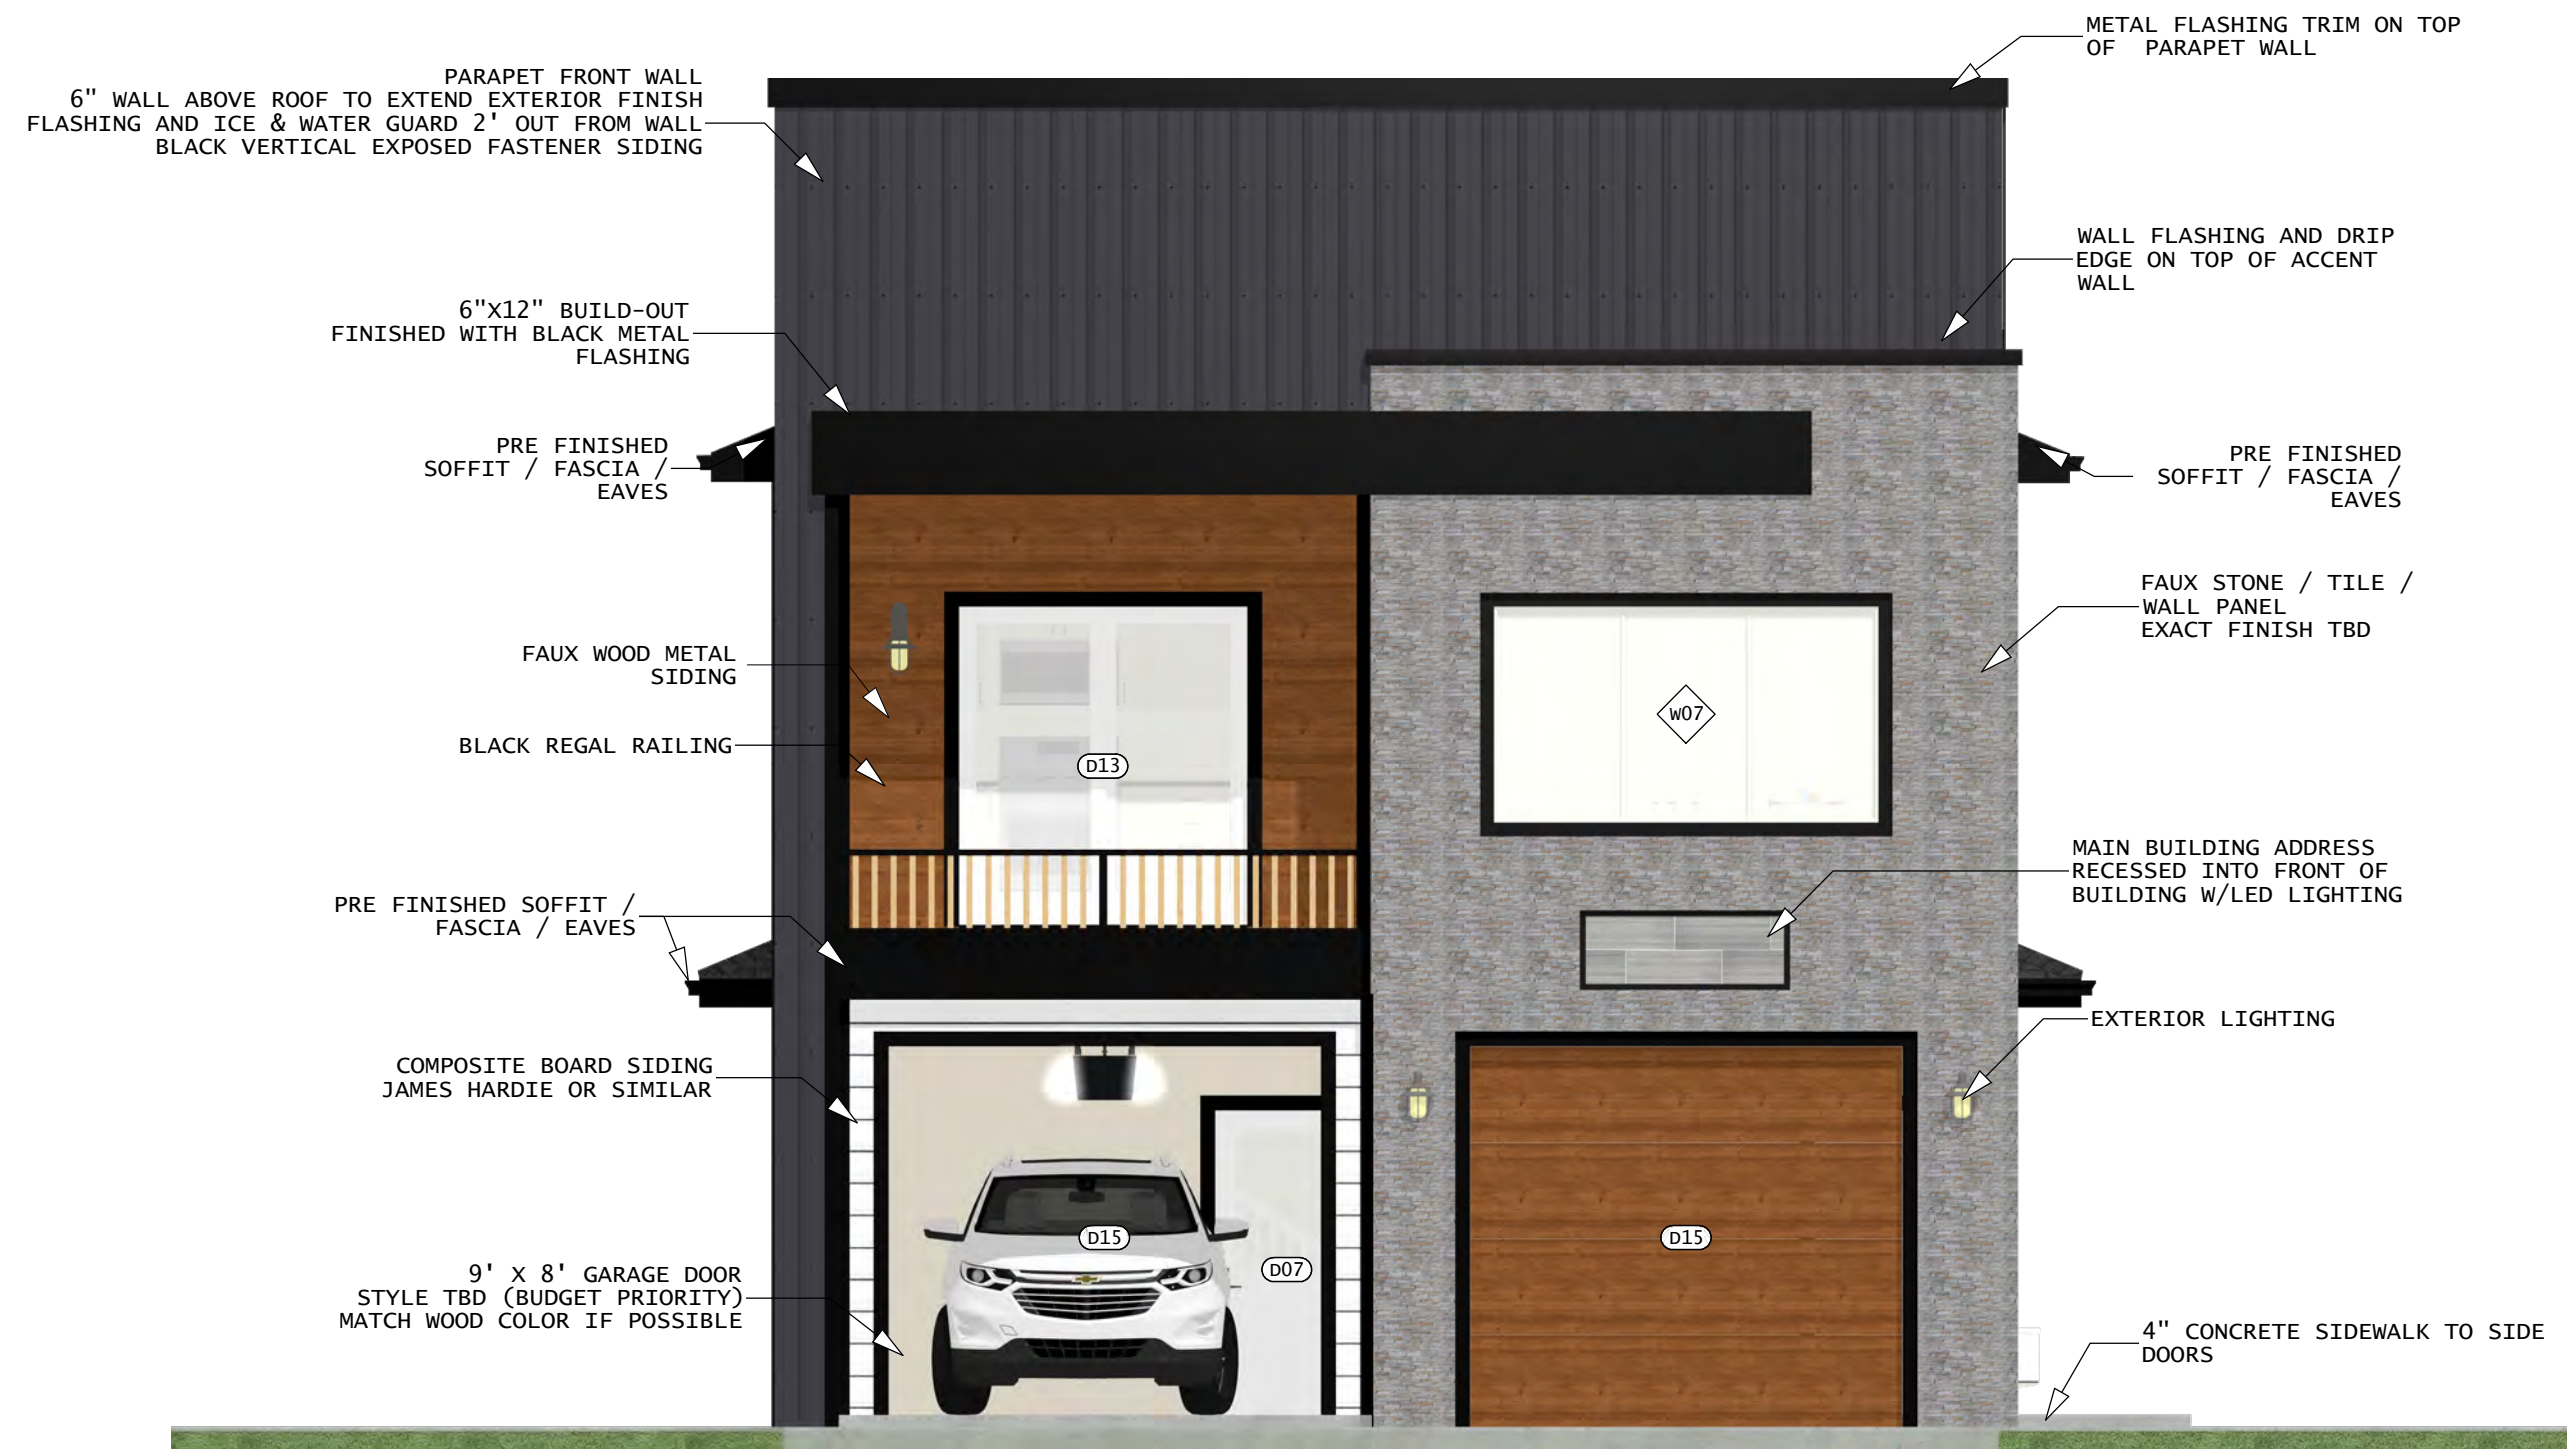 METAL FLASHING TRIM ON TOP
OF PARAPET WALL
PARAPET FRONT WALL
6" WALL ABOVE ROOF TO EXTEND EXTERIOR FINISH
FLASHING AND ICE & WATER GUARD 2' OUT FROM WALL
BLACK VERTICAL EXPOSED FASTENER SIDING
WALL FLASHING AND DRIP
EDGE ON TOP OF ACCENT
WALL
6"X12" BUILD-OUT
FINISHED WITH BLACK METAL
FLASHING
PRE FINISHED
SOFFIT / FASCIA /
EAVES
PRE FINISHED
SOFFIT / FASCIA /
EAVES
FAUX STONE / TILE /
WALL PANEL
EXACT FINISH TBD
FAUX WOOD METAL
SIDING
W07
BLACK REGAL RAILING
D13
MAIN BUILDING ADDRESS
RECESSED INTO FRONT OF
BUILDING W/LED LIGHTING
PRE FINISHED SOFFIT /
FASCIA / EAVES
EXTERIOR LIGHTING
COMPOSITE BOARD SIDING
JAMES HARDIE OR SIMILAR
D15
D15
D07
9' X 8' GARAGE DOOR
STYLE TBD (BUDGET PRIORITY)
MATCH WOOD COLOR IF POSSIBLE
4" CONCRETE SIDEWALK TO SIDE
DOORS